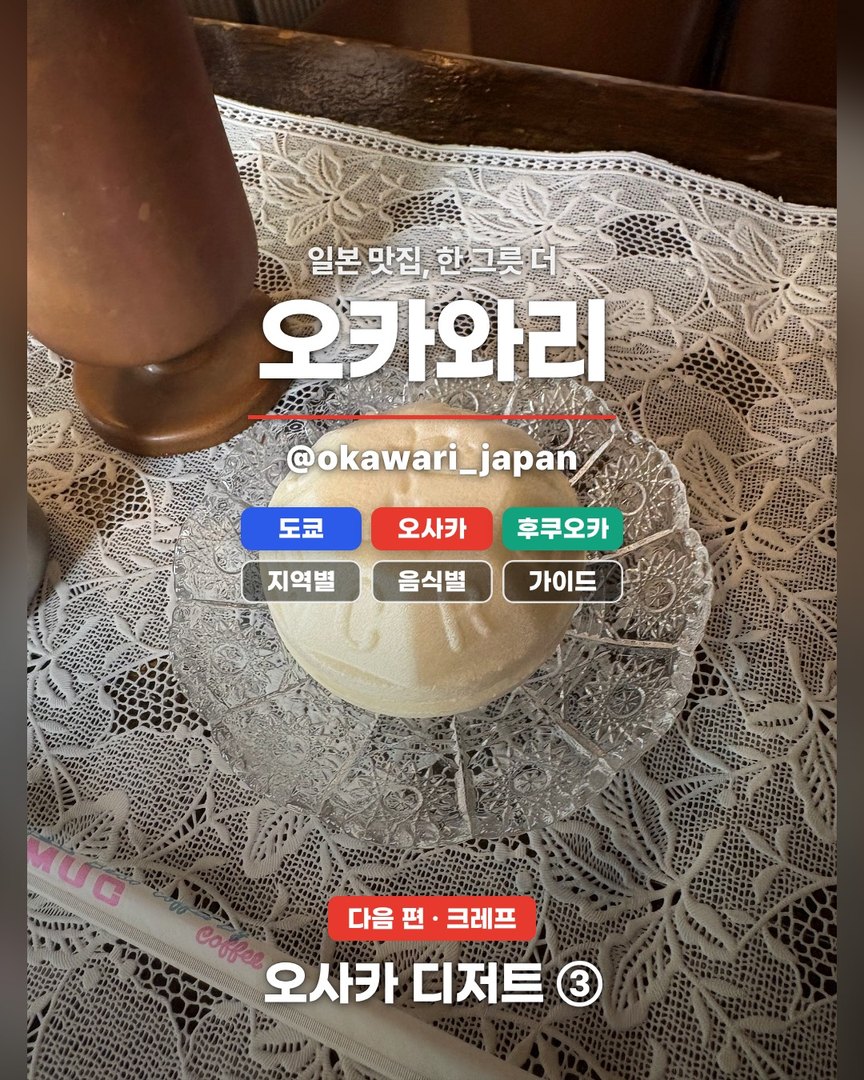 일본 맛집, 한 그릇 더
오카와리
@okawari_japan
도쿄 오사카 후쿠오카
지역별 음식별 가이드
MUG
coffee
다음 편 · 크레프
오사카 디저트 ③